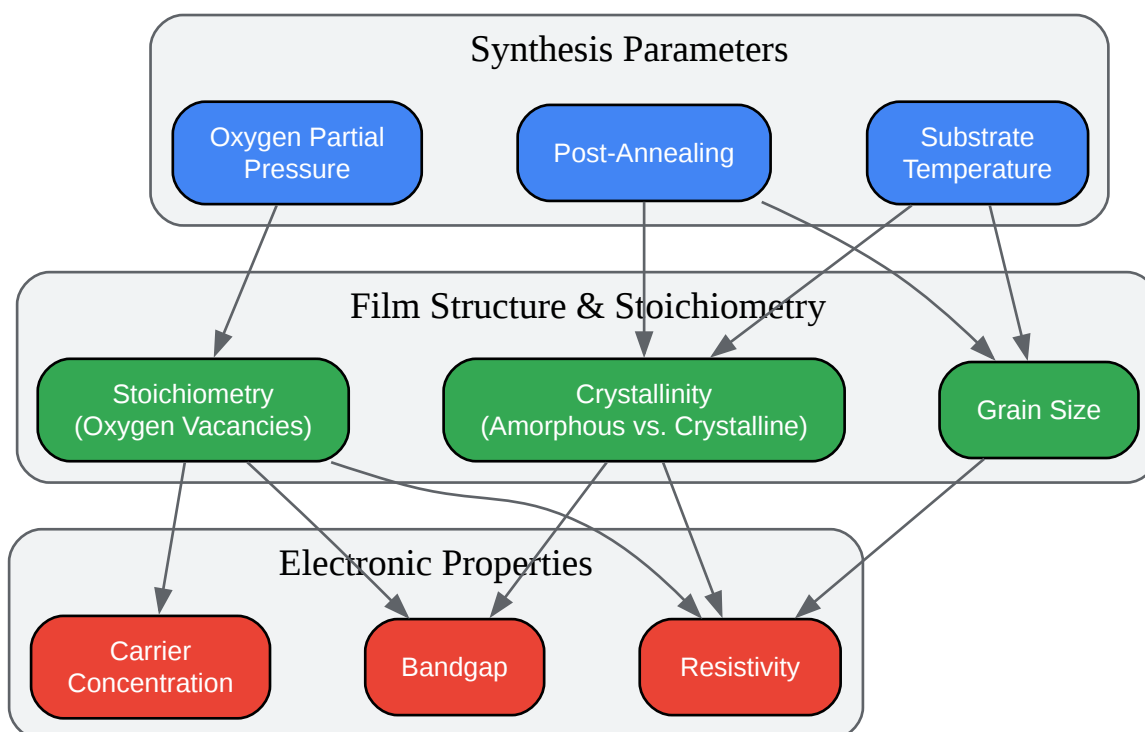 Synthesis Parameters
Oxygen Partial
Pressure
Post-Annealing
Substrate
Temperature
Film Structure & Stoichiometry
Stoichiometry
(Oxygen Vacancies)
Crystallinity
(Amorphous vs. Crystalline)
Grain Size
Electronic Properties
Carrier
Concentration
Bandgap
Resistivity